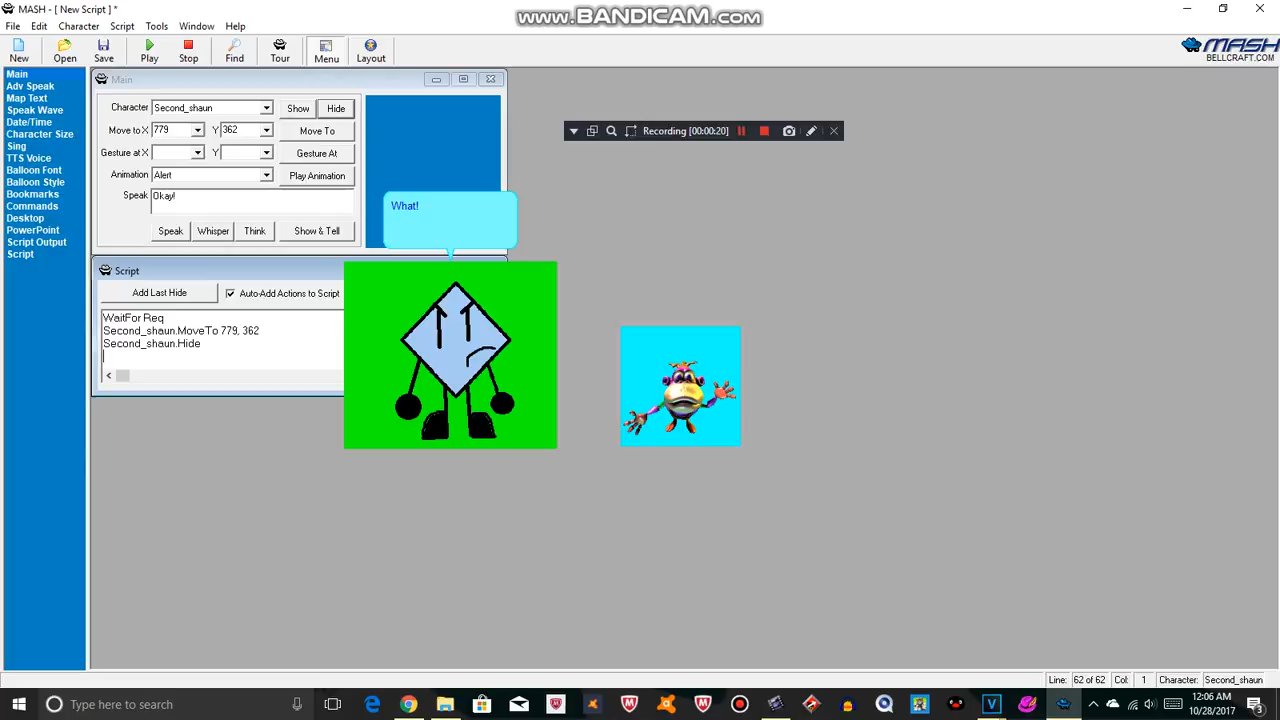 MASH - [ New Script ] *
www.BANDICAM.com
File Edit Character Script Tools Windows Help
New Open Save Play Stop Find Tour Menu Layout
MASH
BELLCRAFT.COM
Main
Adv Speak
Map Text
Speak Wave
Date/Time
Character Size
Sing
TTS Voice
Balloon Font
Balloon Style
Bookmarks
Commands
Desktop
PowerPoint
Script Output
Script
Main
Character Second_shaun Show Hide
Move to X 779 Y 362 Move To
Gesture at X Y Gesture At
Animation Alert Play Animation
Speak Okay!
Speak Whisper Think Show & Tell
Recording [00:00:20]
What!
Script
Add Last Hide Auto-Add Actions to Script
WaitFor Req
Second_shaun.MoveTo 779, 362
Second_shaun.Hide
Line: 62 of 62 Col: 1 Character: Second_shaun
Type here to search
12:06 AM
10/28/2017
3